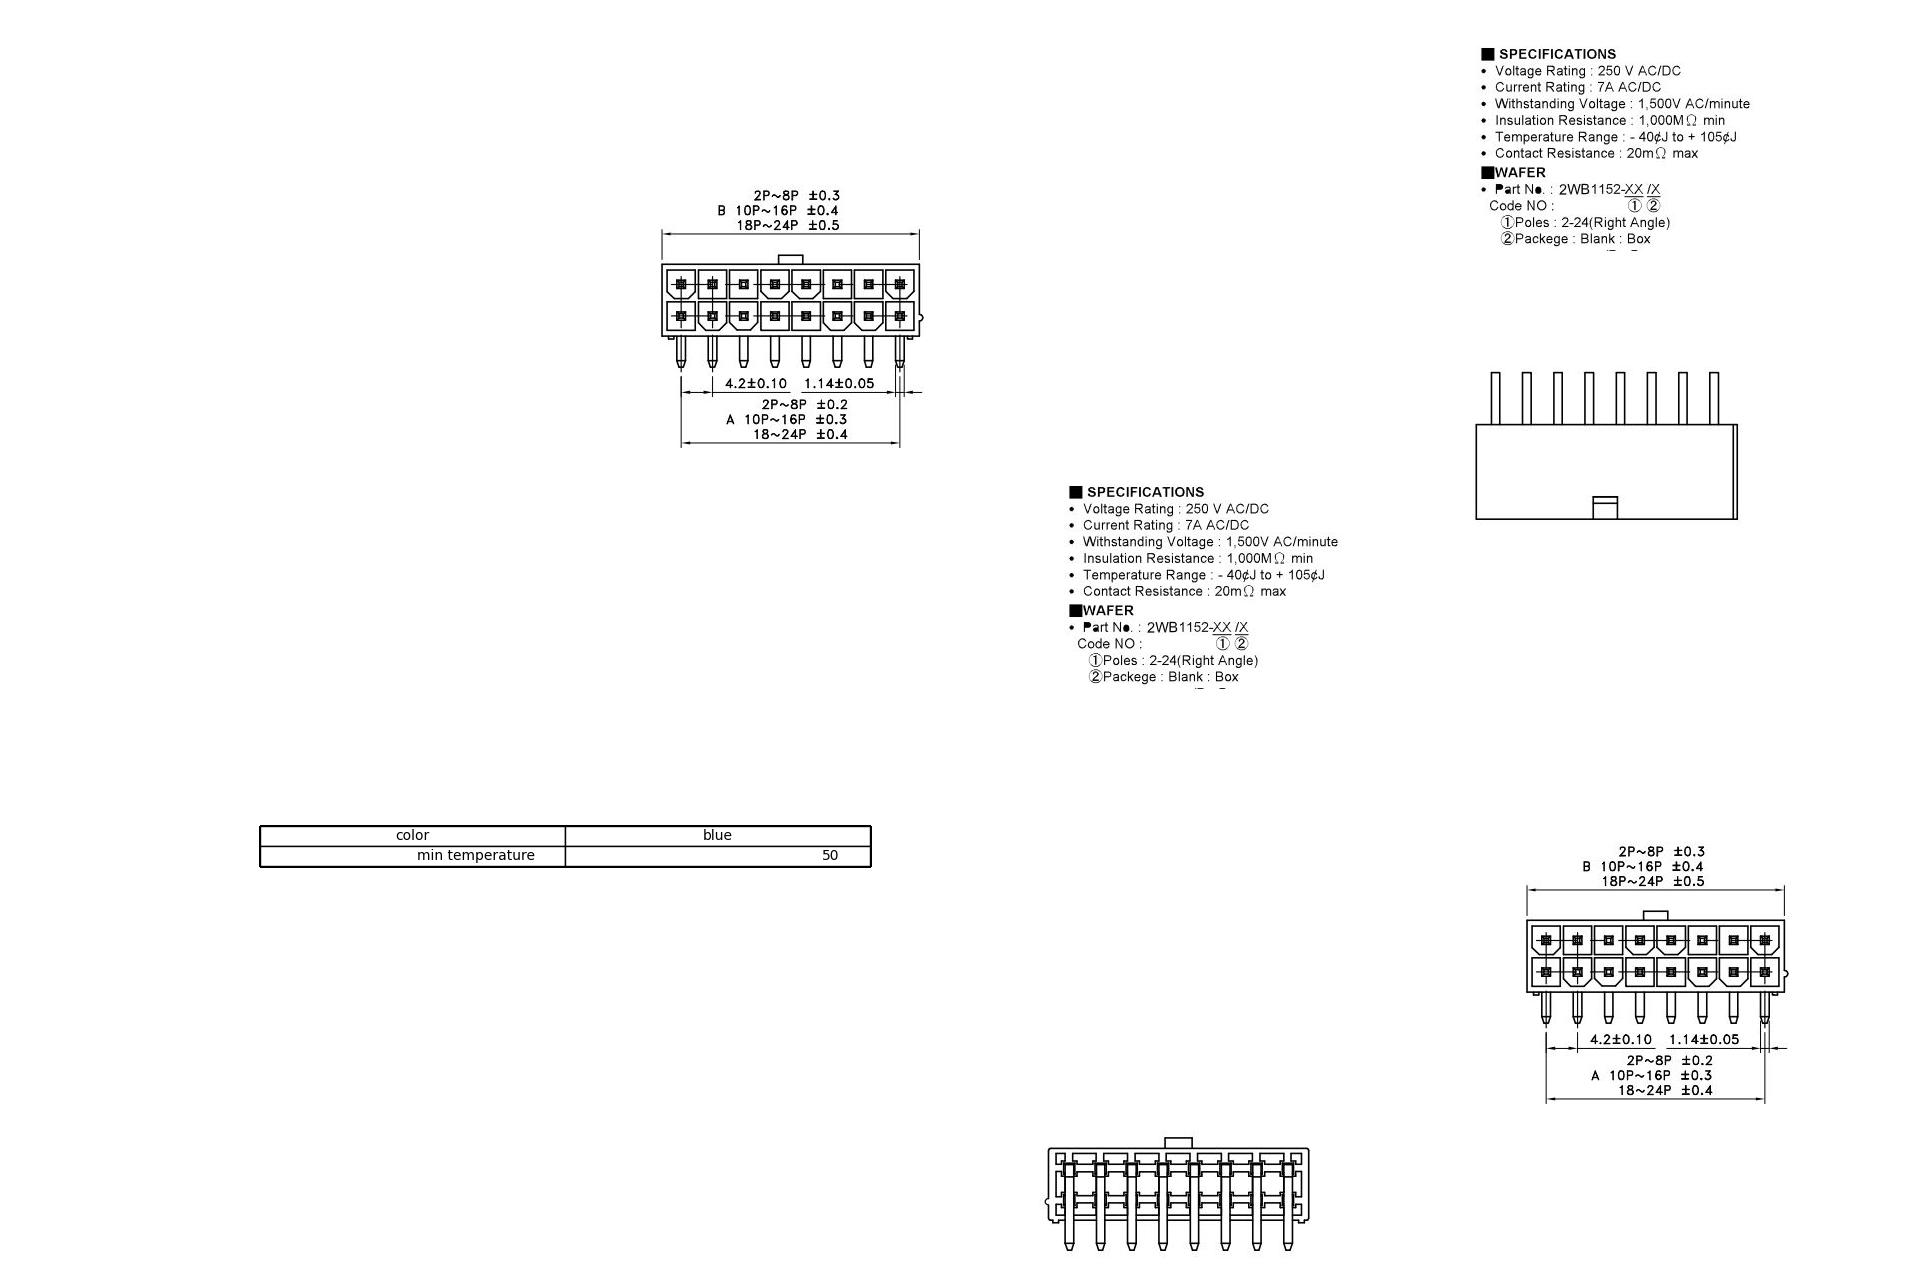 ■ SPECIFICATIONS
• Voltage Rating : 250 V AC/DC
• Current Rating : 7A AC/DC
• Withstanding Voltage : 1,500V AC/minute
• Insulation Resistance : 1,000MΩ min
• Temperature Range : - 40¢J to + 105¢J
• Contact Resistance : 20mΩ max
■WAFER
• Part No. : 2WB1152-XX /X
Code NO : ① ②
①Poles : 2-24(Right Angle)
②Packege : Blank : Box
2P~8P ±0.3
B 10P~16P ±0.4
18P~24P ±0.5
4.2±0.10 1.14±0.05
2P~8P ±0.2
A 10P~16P ±0.3
18~24P ±0.4
■ SPECIFICATIONS
• Voltage Rating : 250 V AC/DC
• Current Rating : 7A AC/DC
• Withstanding Voltage : 1,500V AC/minute
• Insulation Resistance : 1,000MΩ min
• Temperature Range : - 40¢J to + 105¢J
• Contact Resistance : 20mΩ max
■WAFER
• Part No. : 2WB1152-XX /X
Code NO : ① ②
①Poles : 2-24(Right Angle)
②Packege : Blank : Box
color blue
min temperature 50
2P~8P ±0.3
B 10P~16P ±0.4
18P~24P ±0.5
4.2±0.10 1.14±0.05
2P~8P ±0.2
A 10P~16P ±0.3
18~24P ±0.4